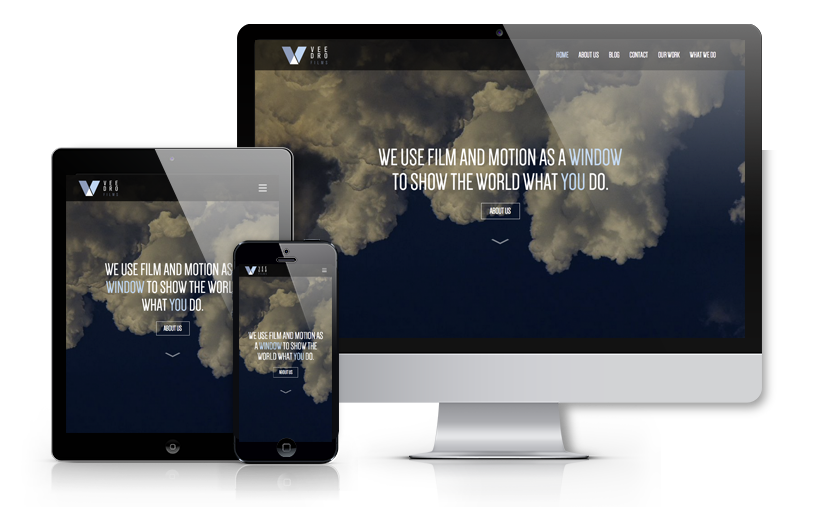 VEE
DRO
FILMS
HOME ABOUT US BLOG CONTACT OUR WORK WHAT WE DO
WE USE FILM AND MOTION AS A WINDOW
TO SHOW THE WORLD WHAT YOU DO.
ABOUT US
VEE
DRO
FILMS
WE USE FILM AND MOTION AS
WINDOW TO SHOW THE WORL
WHAT YOU DO.
ABOUT US
WE USE FILM AND MOTION AS
A WINDOW TO SHOW THE
WORLD WHAT YOU DO.
ABOUT US